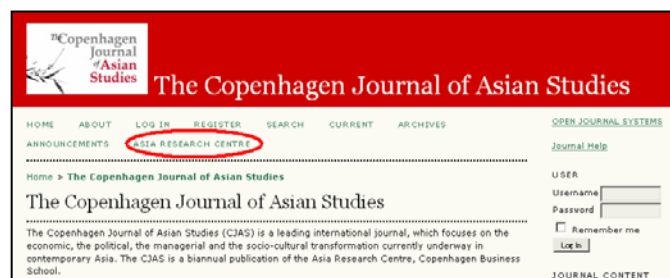 The Copenhagen
Journal
of Asian
Studies
The Copenhagen Journal of Asian Studies
HOME ABOUT LOG IN REGISTER SEARCH CURRENT ARCHIVES
ANNOUNCEMENTS ASIA RESEARCH CENTRE
Home > The Copenhagen Journal of Asian Studies
The Copenhagen Journal of Asian Studies
The Copenhagen Journal of Asian Studies (CJAS) is a leading international journal, which focuses on the
economic, the political, the managerial and the socio-cultural transformation currently underway in
contemporary Asia. The CJAS is a biannual publication of the Asia Research Centre, Copenhagen Business
School.
OPEN JOURNAL SYSTEMS
Journal Help
USER
Username
Password
Remember me
Log In
JOURNAL CONTENT